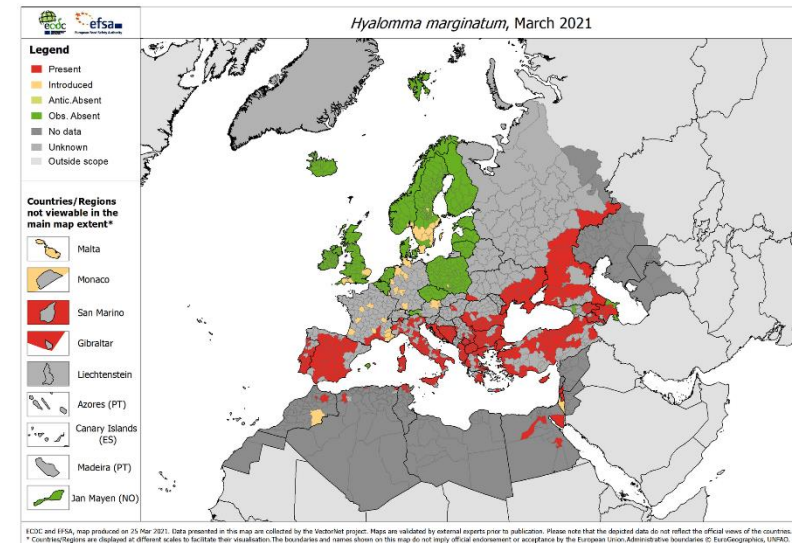 ecdc
efsa
European Food Safety Authority
Hyalomma marginatum, March 2021
Legend
Present
Introduced
Antic.Absent
Obs. Absent
No data
Unknown
Outside scope
Countries/Regions
not viewable in the
main map extent*
Malta
Monaco
San Marino
Gibraltar
Liechtenstein
Azores (PT)
Canary Islands
(ES)
Madeira (PT)
Jan Mayen (NO)
ECDC and EFSA, map produced on 25 Mar 2021. Data presented in this map are collected by the VectorNet project. Maps are validated by external experts prior to publication. Please note that the depicted data do not reflect the official views of the countries.
* Countries/Regions are displayed at different scales to facilitate their visualisation.The boundaries and names shown on this map do not imply official endorsement or acceptance by the European Union.Administrative boundaries © EuroGeographics, UNFAO.